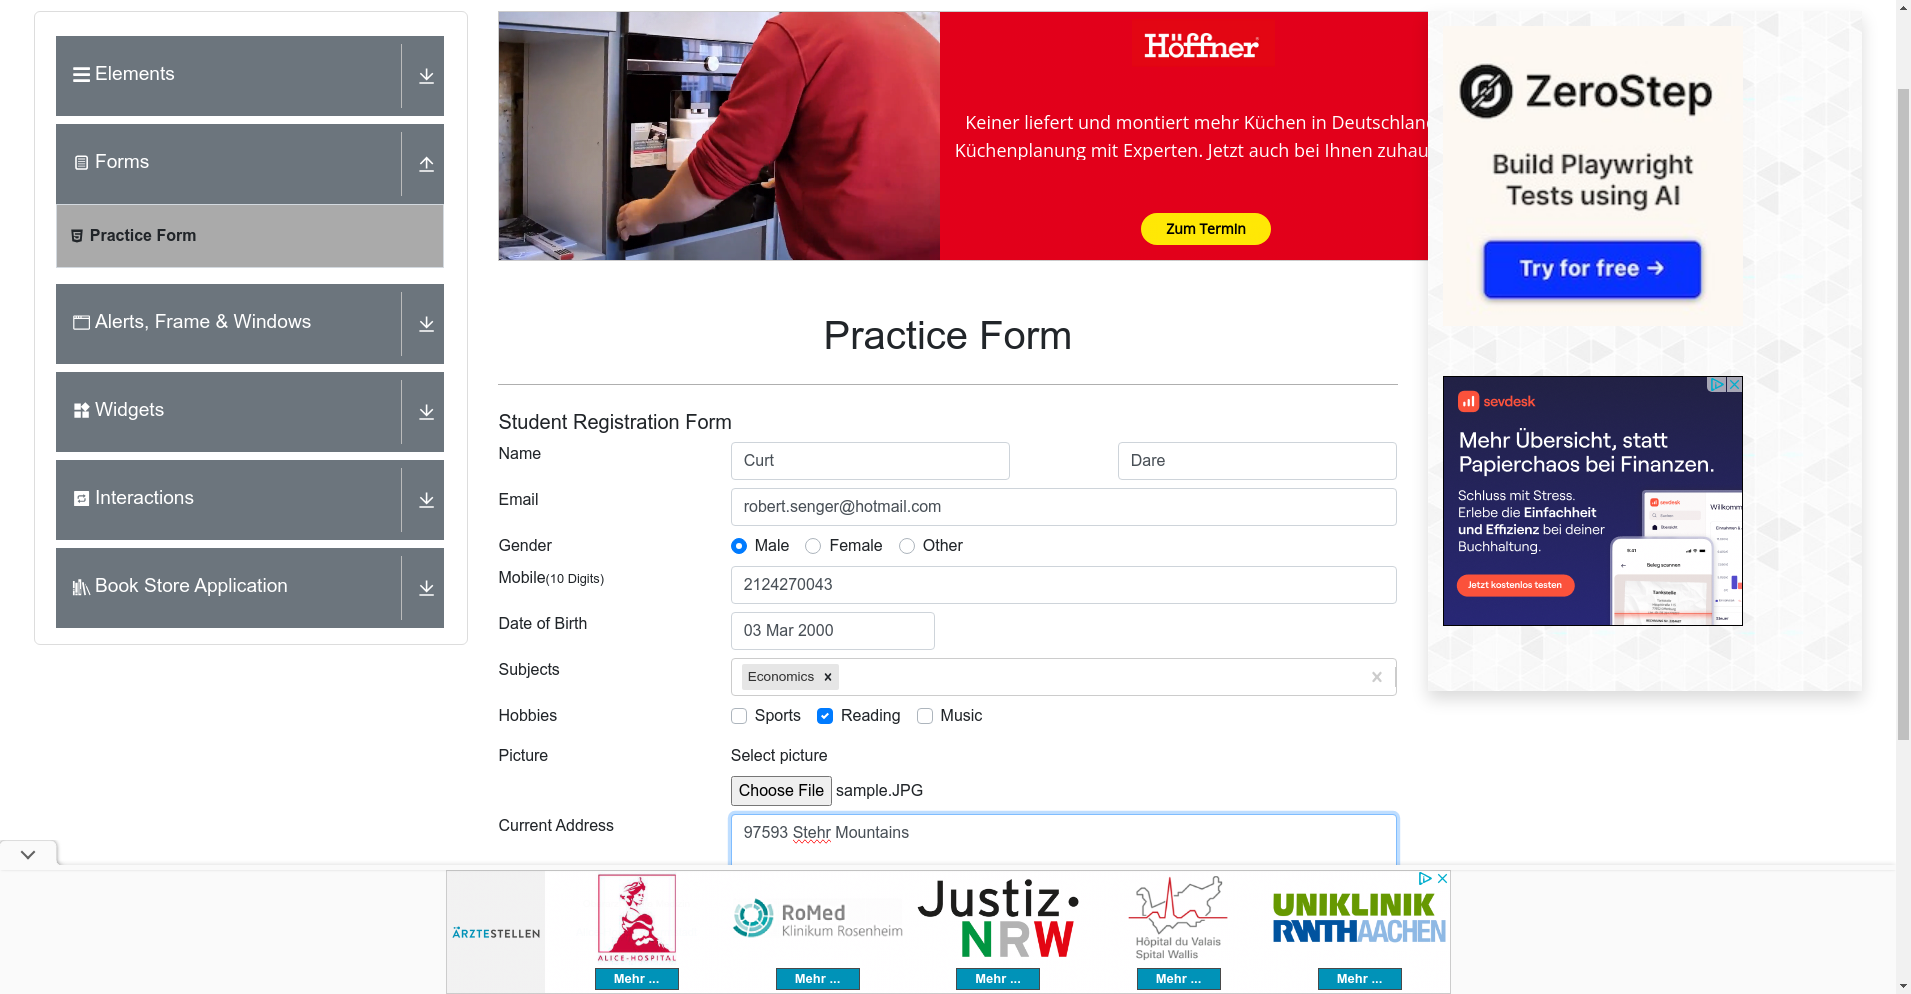 Elements
Forms
Practice Form
Alerts, Frame & Windows
Widgets
Interactions
Book Store Application
Höffner
Keiner liefert und montiert mehr Küchen in Deutschlan
Küchenplanung mit Experten. Jetzt auch bei Ihnen zuhau
Zum Termin
Practice Form
Student Registration Form
Name
Curt
Dare
Email
robert.senger@hotmail.com
Gender
Male
Female
Other
Mobile(10 Digits)
2124270043
Date of Birth
03 Mar 2000
Subjects
Economics
Hobbies
Sports
Reading
Music
Picture
Select picture
Choose File
sample.JPG
Current Address
97593 Stehr Mountains
ZeroStep
Build Playwright
Tests using AI
Try for free →
sevdesk
Mehr Übersicht, statt
Papierchaos bei Finanzen.
Schluss mit Stress.
Erlebe die Einfachheit
und Effizienz bei deiner
Buchhaltung.
Jetzt kostenlos testen
sevdesk
Willkomm
Beleg scannen
Tankstelle
ÄRZTESTELLEN
ALICE-HOSPITAL
Mehr ...
RoMed
Klinikum Rosenheim
Mehr ...
Justiz.
NRW
Mehr ...
Hôpital du Valais
Spital Wallis
Mehr ...
UNIKLINIK
RWTHAACHEN
Mehr ...